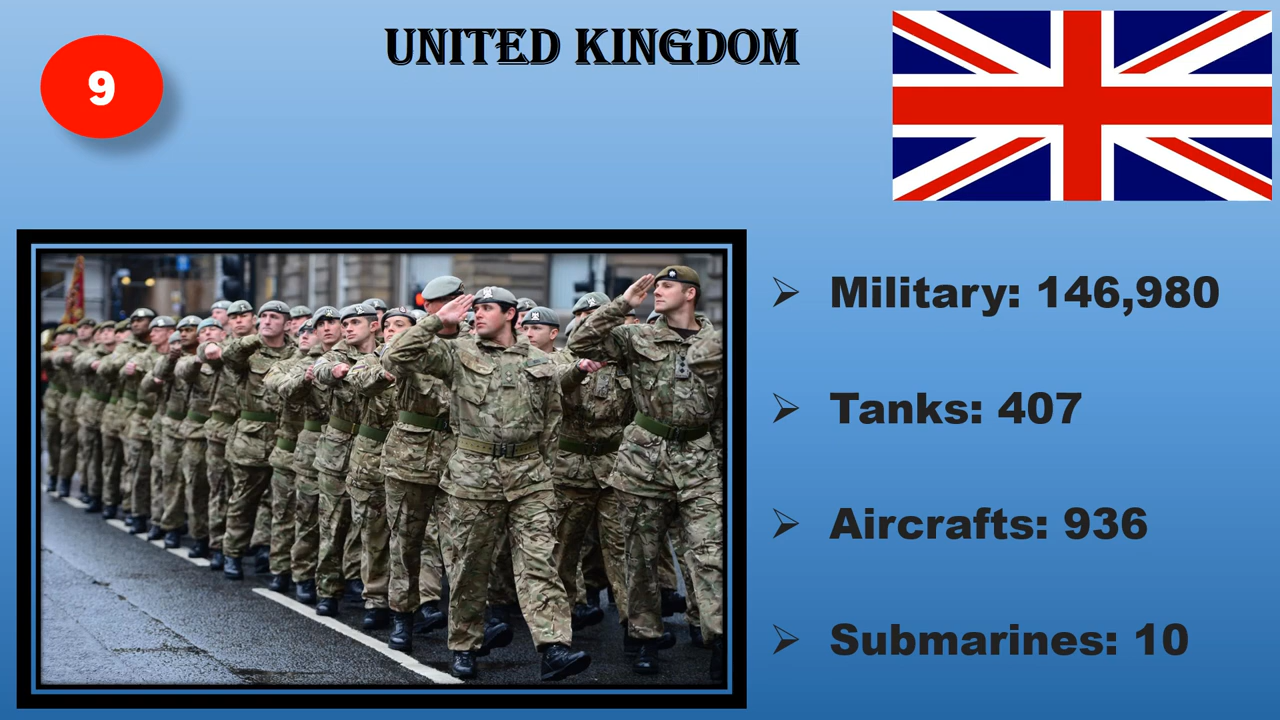 UNITED KINGDOM
9
Military: 146,980
Tanks: 407
Aircrafts: 936
Submarines: 10